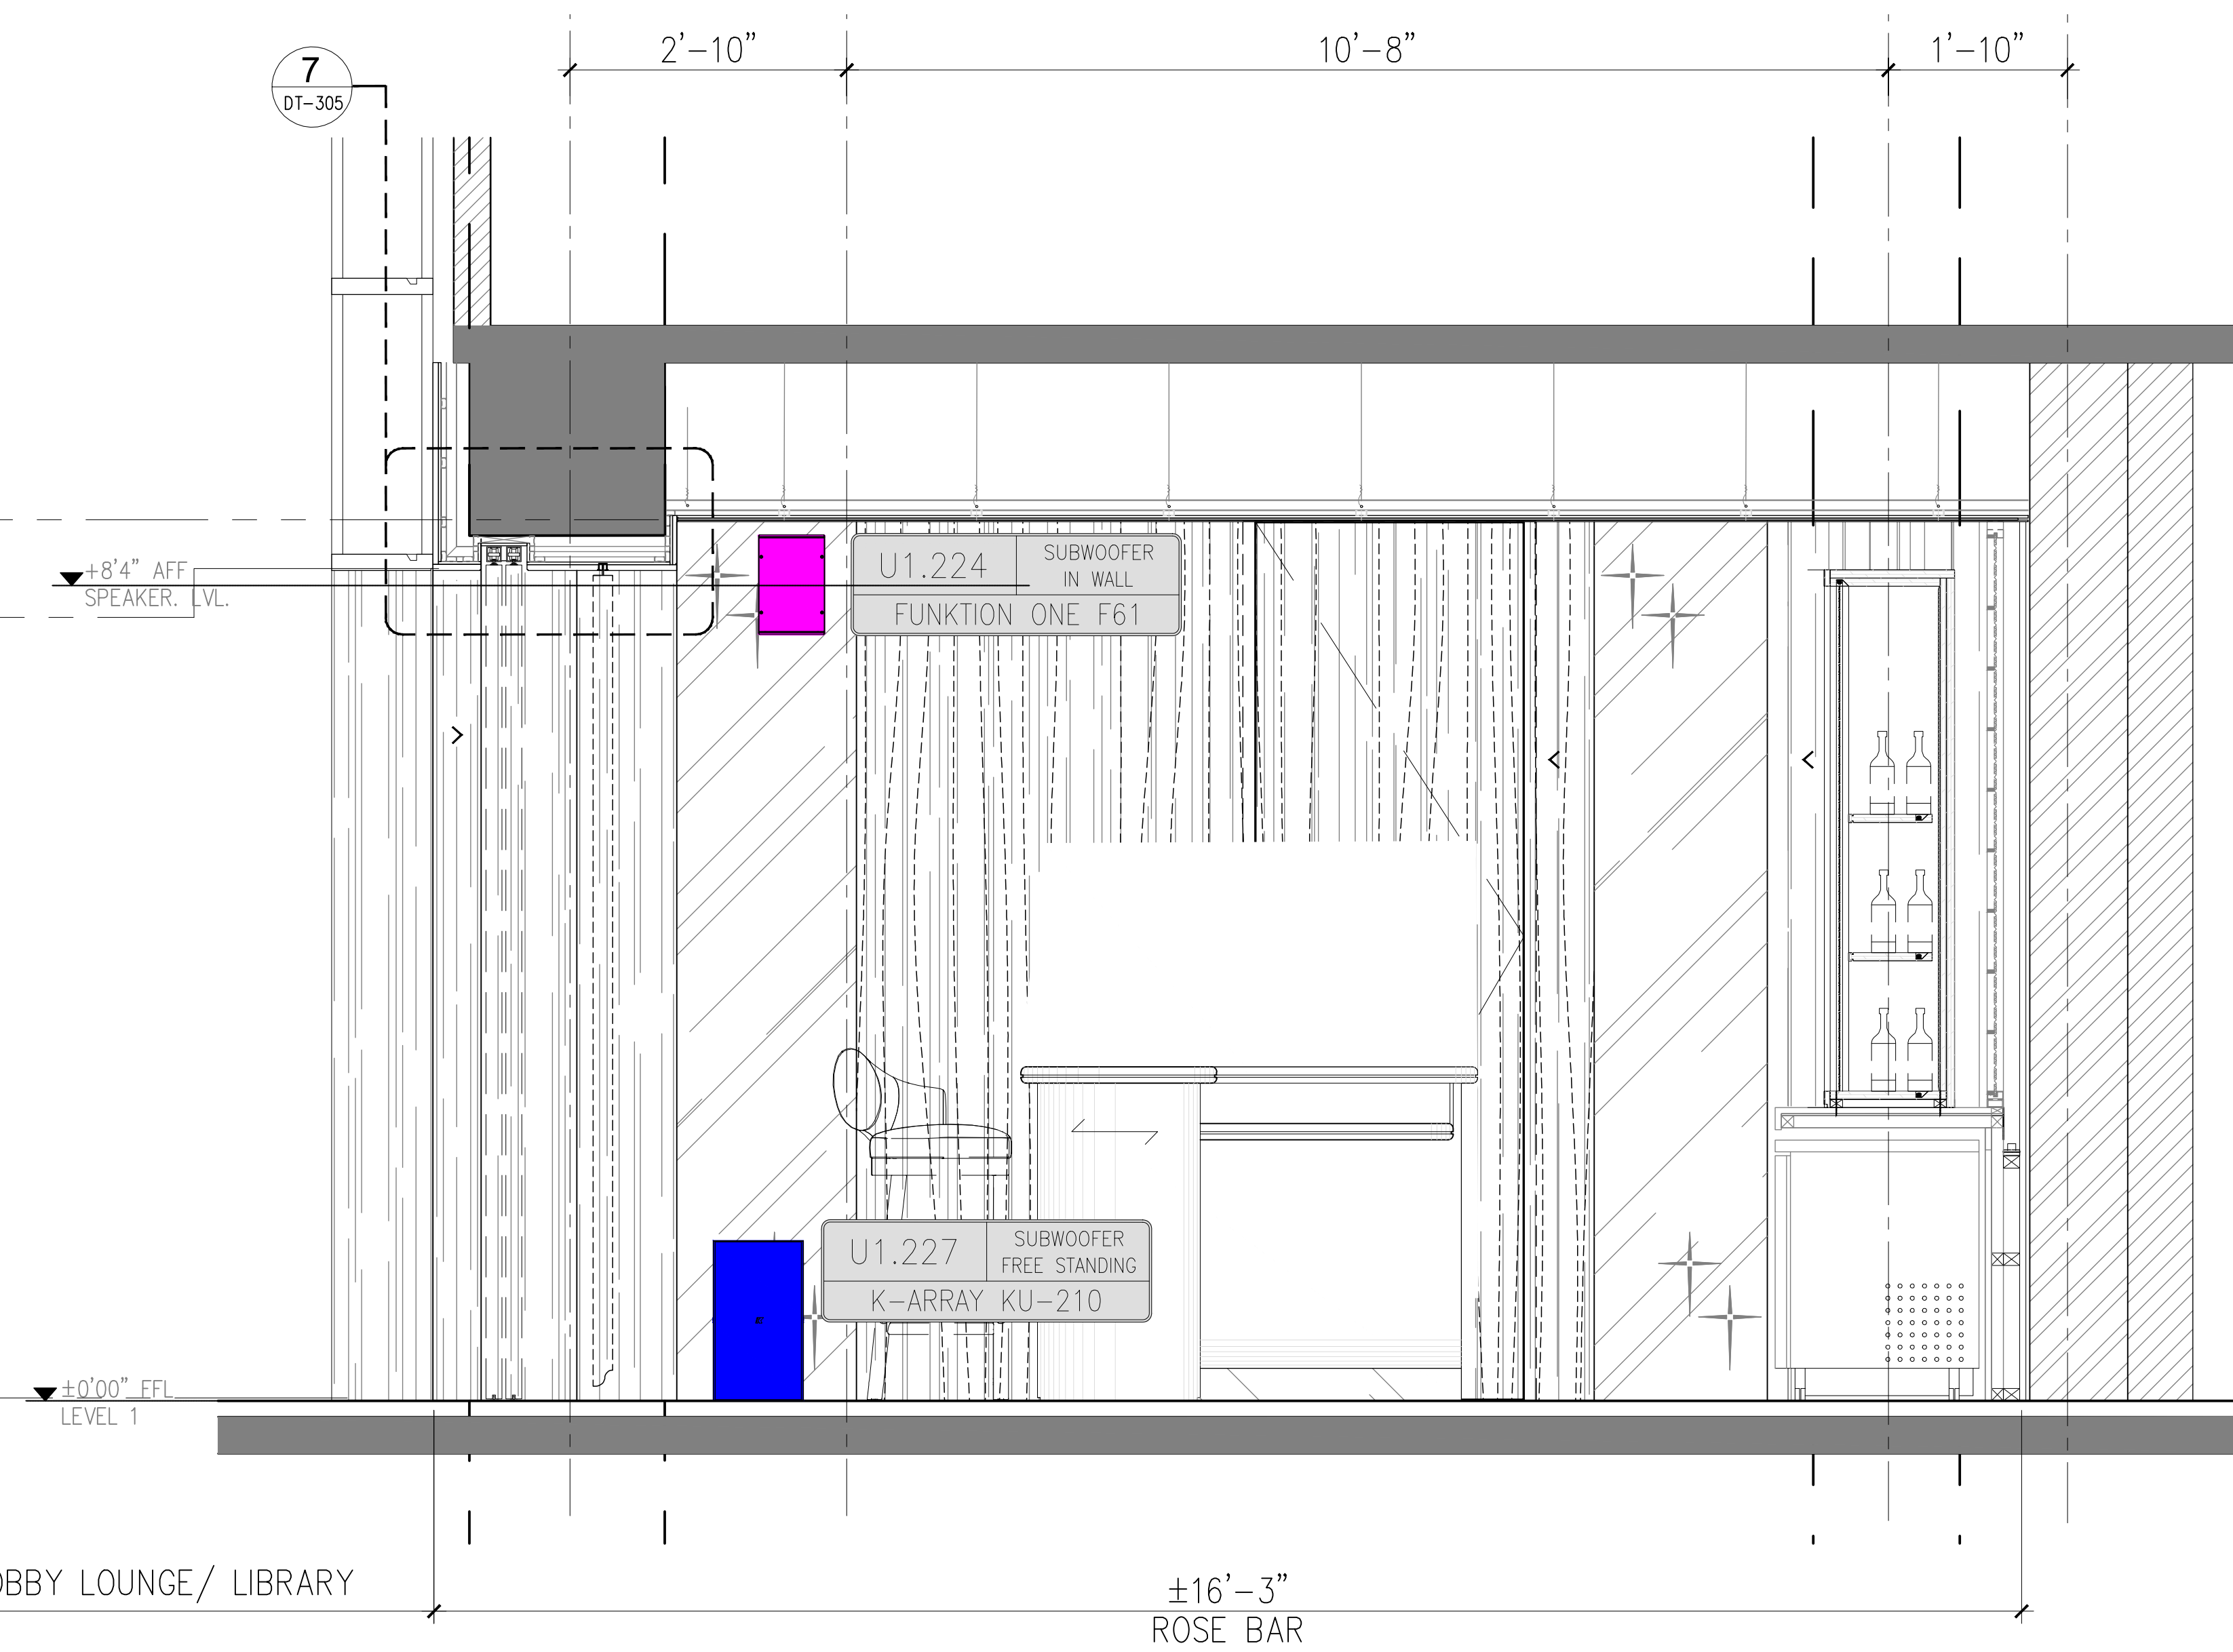 2'-10"
10'-8"
1'-10"
7
DT-305
+8'4" AFF
SPEAKER. LVL.
U1.224
SUBWOOFER
IN WALL
FUNKTION ONE F61
U1.227
SUBWOOFER
FREE STANDING
K-ARRAY KU-210
±0'00" FFL
LEVEL 1
OBBY LOUNGE/ LIBRARY
±16'-3"
ROSE BAR